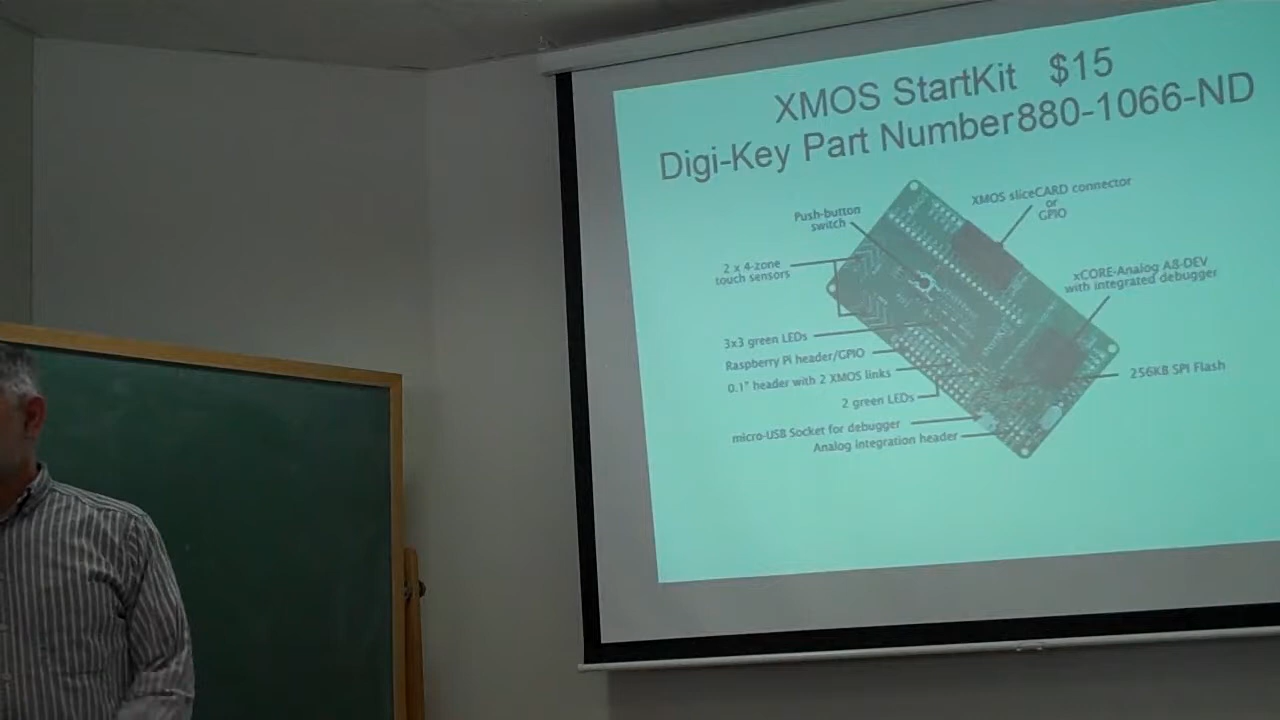 XMOS StartKit $15
Digi-Key Part Number880-1066-ND
Push-button
switch
XMOS sliceCARD connector
or
GPIO
2 x 4-zone
touch sensors
xCORE-Analog A8-DEV
with integrated debugger
3x3 green LEDs
Raspberry Pi header/GPIO
0.1" header with 2 XMOS links
256KB SPI Flash
2 green LEDs
micro-USB Socket for debugger
Analog integration header